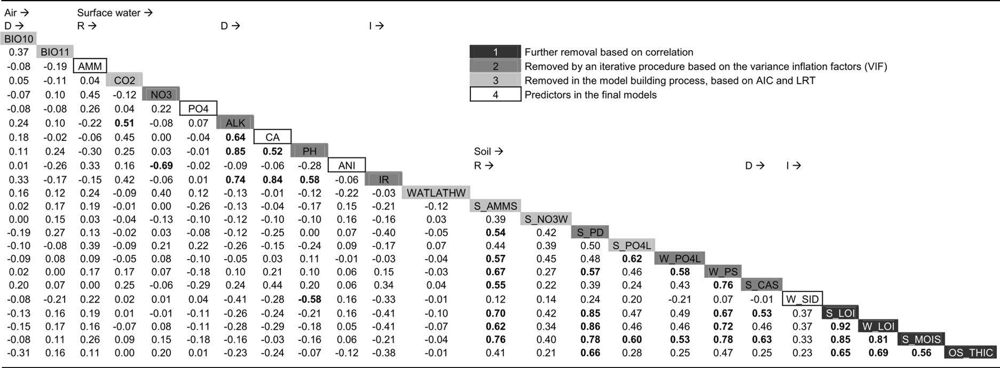 Air → Surface water →
D → R → D → I →
BIO10
0.37 BIO11 1 Further removal based on correlation
-0.08 -0.19 AMM 2 Removed by an iterative procedure based on the variance inflation factors (VIF)
0.05 -0.11 0.04 CO2 3 Removed in the model building process, based on AIC and LRT
-0.07 0.10 0.45 -0.12 NO3 4 Predictors in the final models
-0.08 -0.08 0.26 0.04 0.22 PO4
0.24 0.10 -0.22 0.51 -0.08 0.07 ALK
0.18 -0.02 -0.06 0.45 0.00 -0.04 0.64 CA
0.11 0.24 -0.30 0.25 0.03 -0.01 0.85 0.52 PH Soil →
0.01 -0.26 0.33 0.16 -0.69 -0.02 -0.09 -0.06 -0.28 ANI R → D → I →
0.33 -0.17 -0.15 0.42 -0.06 0.01 0.74 0.84 0.58 -0.06 IR
0.16 0.12 0.24 -0.09 0.40 0.12 -0.13 -0.01 -0.12 -0.22 -0.03 WATLATHW
0.02 0.17 0.19 -0.01 0.00 -0.26 -0.13 -0.04 -0.17 0.15 -0.21 -0.12 S_AMMS
0.00 0.15 0.03 -0.04 -0.13 -0.10 -0.12 -0.10 -0.10 0.16 -0.16 0.03 0.39 S_NO3W
-0.19 0.27 0.13 -0.02 0.03 -0.08 -0.12 -0.25 0.00 0.07 -0.40 -0.05 0.54 0.42 S_PD
-0.10 -0.08 0.39 -0.09 0.21 0.22 -0.26 -0.15 -0.24 0.09 -0.17 0.07 0.44 0.39 0.50 S_PO4L
-0.09 0.08 0.09 -0.05 0.08 -0.10 -0.05 0.03 0.11 -0.01 -0.03 -0.04 0.57 0.45 0.48 0.62 W_PO4L
0.02 0.00 0.17 0.17 0.07 -0.18 0.10 0.21 0.10 0.06 0.15 -0.03 0.67 0.27 0.57 0.46 0.58 W_PS
0.20 0.07 0.00 0.25 -0.06 -0.29 0.24 0.44 0.20 0.06 0.34 0.04 0.55 0.22 0.39 0.24 0.43 0.76 S_CAS
-0.08 -0.21 0.22 0.02 0.01 0.04 -0.41 -0.28 -0.58 0.16 -0.33 -0.01 0.12 0.14 0.24 0.20 -0.21 0.07 -0.01 W_SID
-0.13 0.16 0.19 0.01 -0.01 -0.11 -0.26 -0.24 -0.21 0.16 -0.41 -0.10 0.70 0.42 0.85 0.47 0.49 0.67 0.53 0.37 S_LOI
-0.15 0.17 0.16 -0.07 0.08 -0.11 -0.28 -0.29 -0.18 0.05 -0.41 -0.07 0.62 0.34 0.86 0.46 0.46 0.72 0.46 0.37 0.92 W_LOI
-0.08 0.11 0.26 0.09 0.15 -0.18 -0.16 -0.03 -0.16 0.06 -0.21 -0.04 0.76 0.40 0.78 0.60 0.53 0.78 0.63 0.33 0.85 0.81 S_MOIS
-0.31 0.16 0.11 0.00 0.20 0.01 -0.23 -0.24 -0.07 -0.12 -0.38 -0.01 0.41 0.21 0.66 0.28 0.25 0.47 0.25 0.23 0.65 0.69 0.56 OS_THIC